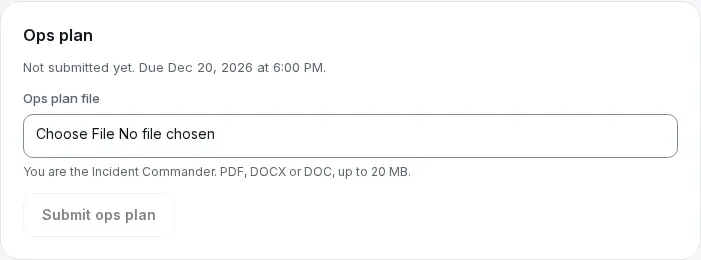 Ops plan
Not submitted yet. Due Dec 20, 2026 at 6:00 PM.
Ops plan file
Choose File No file chosen
You are the Incident Commander. PDF, DOCX or DOC, up to 20 MB.
Submit ops plan